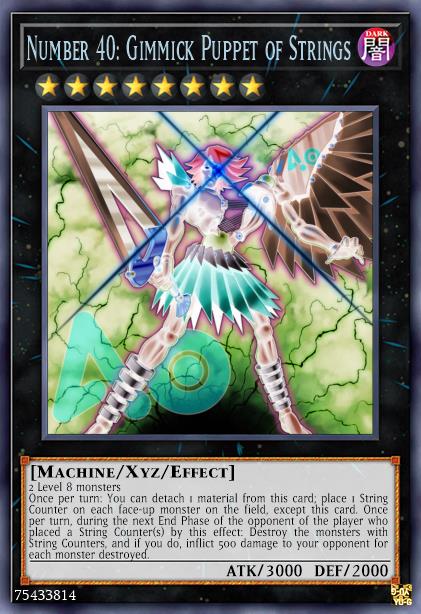 Number 40: Gimmick Puppet of Strings
DARK
闇
A.O
A.O
[Machine/Xyz/Effect]
2 Level 8 monsters
Once per turn: You can detach 1 material from this card; place 1 String
Counter on each face-up monster on the field, except this card. Once
per turn, during the next End Phase of the opponent of the player who
placed a String Counter(s) by this effect: Destroy the monsters with
String Counters, and if you do, inflict 500 damage to your opponent for
each monster destroyed.
ATK/3000 DEF/2000
75433814